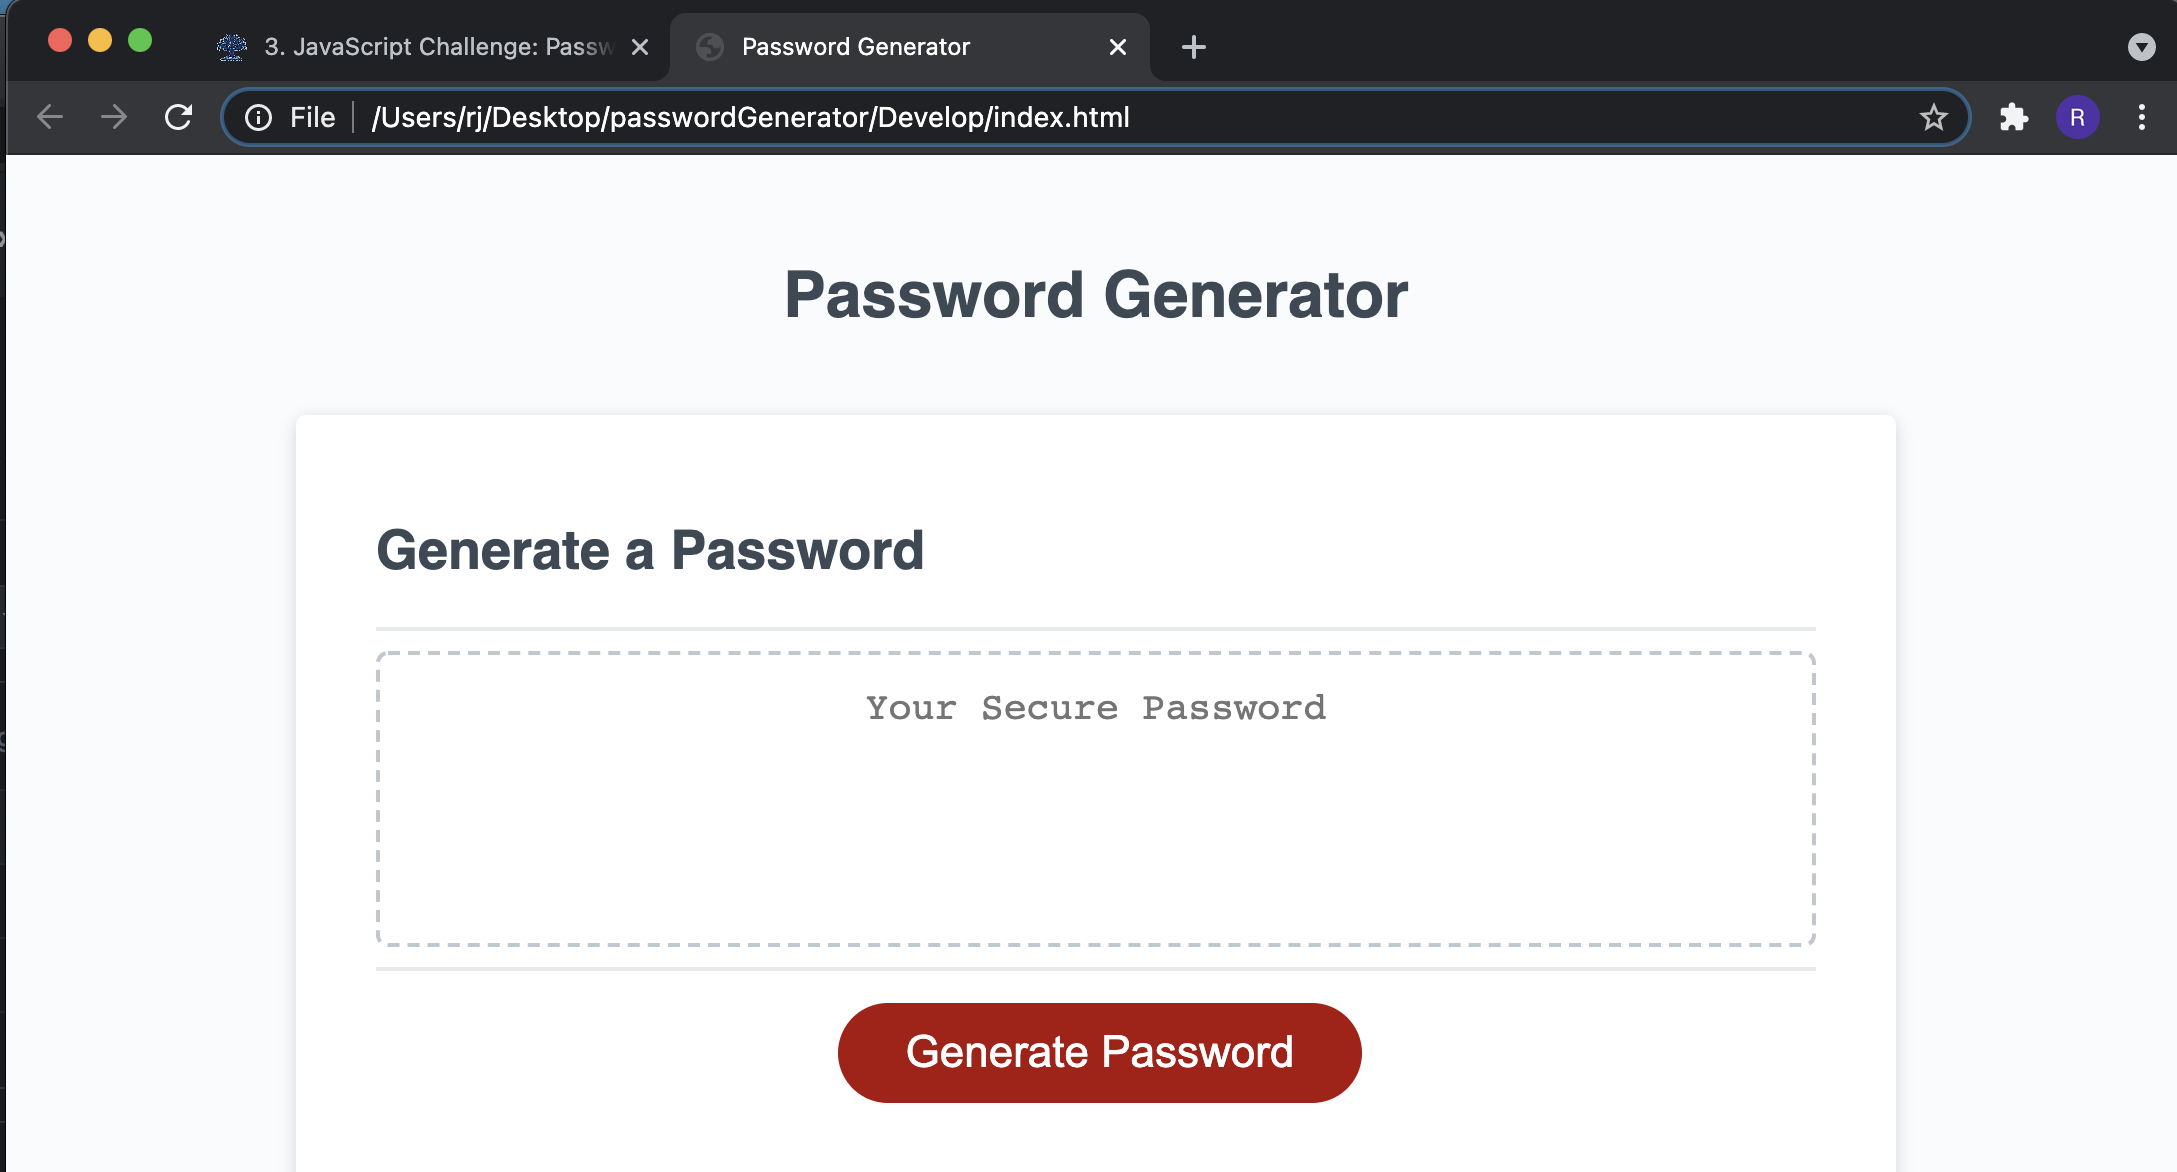 3. JavaScript Challenge: Passw
Password Generator
File
/Users/rj/Desktop/passwordGenerator/Develop/index.html
R
Password Generator
Generate a Password
Your Secure Password
Generate Password